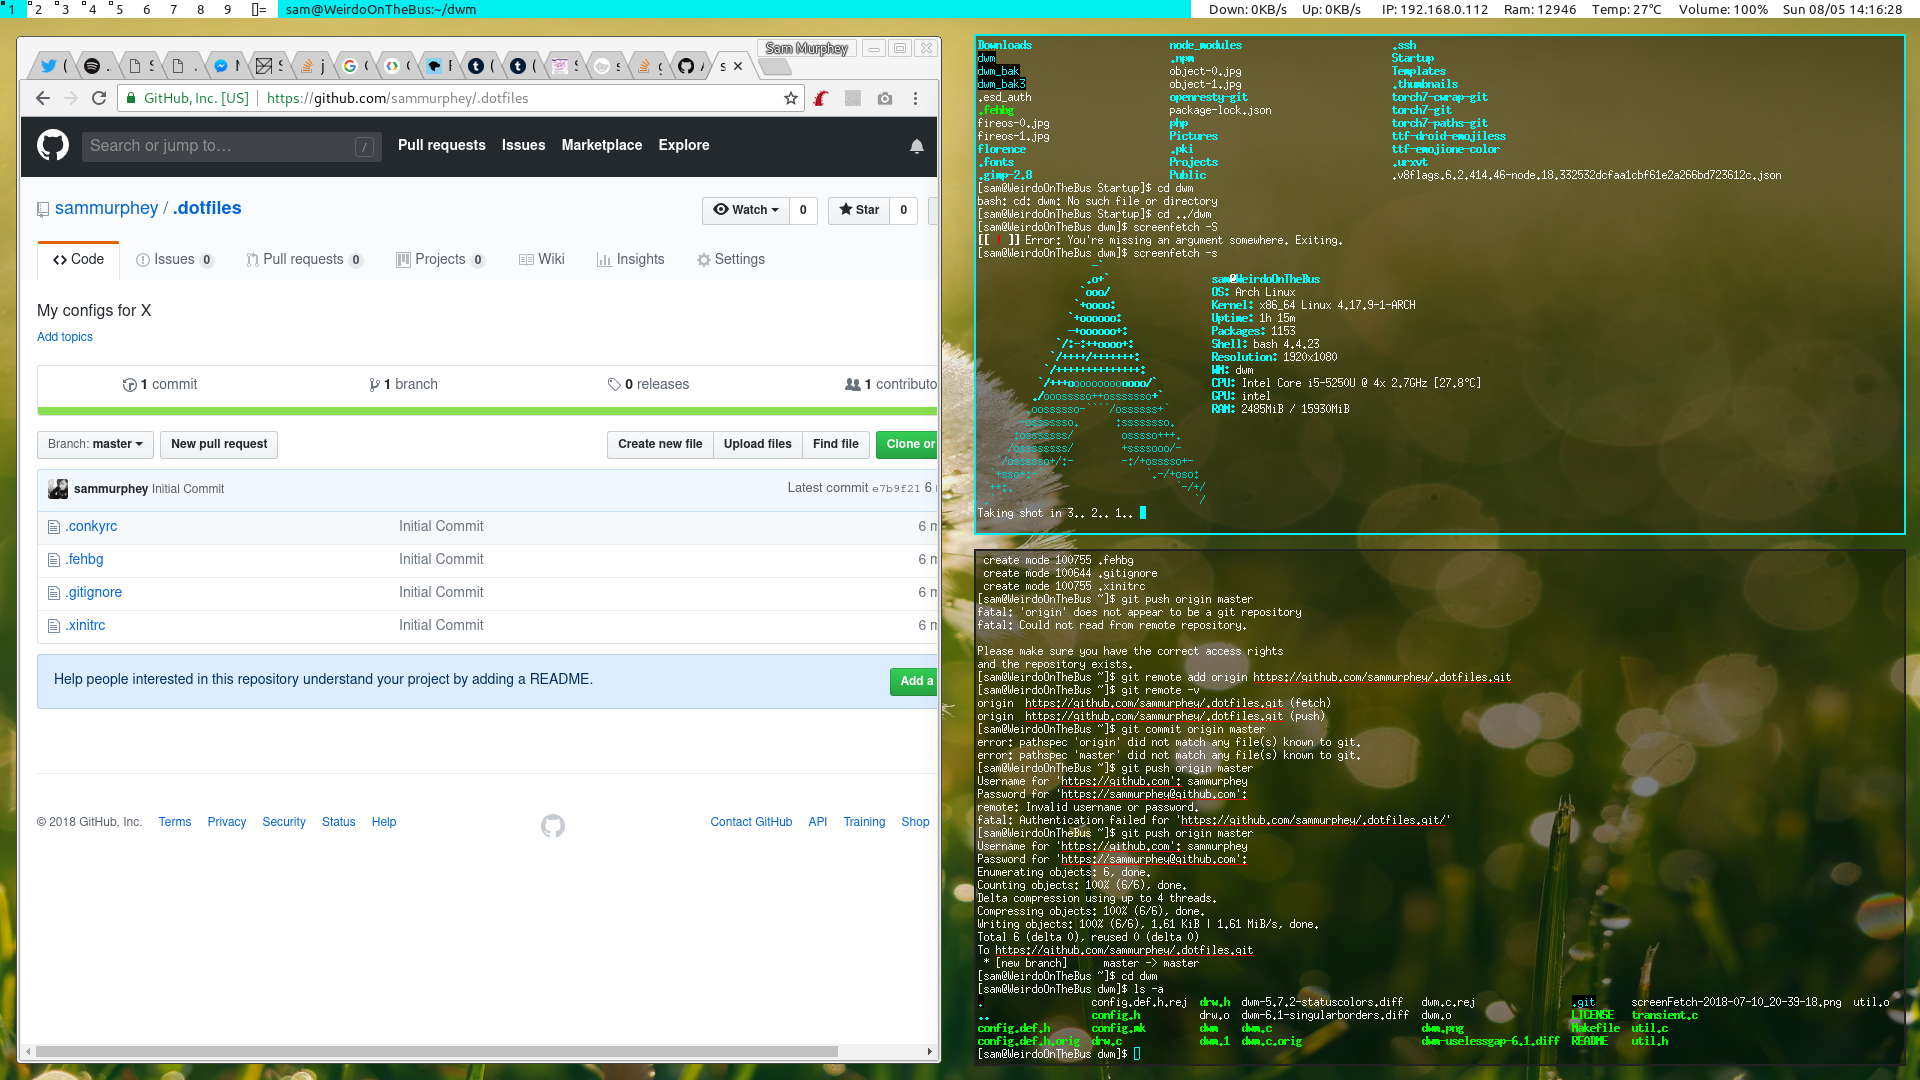 1 2 3 4 5 6 7 8 9 []= sam@WeirdoOnTheBus:~/dwm Down: 0KB/s Up: 0KB/s IP: 192.168.0.112 Ram: 12946 Temp: 27°C Volume: 100% Sun 08/05 14:16:28
Sam Murphey
GitHub, Inc. [US] https://github.com/sammurphey/.dotfiles
Search or jump to… / Pull requests Issues Marketplace Explore
sammurphey / .dotfiles
Watch 0 Star 0
Code Issues 0 Pull requests 0 Projects 0 Wiki Insights Settings
My configs for X
Add topics
1 commit 1 branch 0 releases 1 contributo
Branch: master New pull request Create new file Upload files Find file Clone or
sammurphey Initial Commit Latest commit e7b9f21 6
.conkyrc Initial Commit 6
.fehbg Initial Commit 6
.gitignore Initial Commit 6
.xinitrc Initial Commit 6
Help people interested in this repository understand your project by adding a README. Add a
© 2018 GitHub, Inc. Terms Privacy Security Status Help Contact GitHub API Training Shop
Downloads node_modules .ssh
dwm .npm Startup
dwm_bak object-0.jpg Templates
dwm_bak3 object-1.jpg .thumbnails
.esd_auth openresty-git torch7-cwrap-git
.fehbg package-lock.json torch7-git
fireos-0.jpg php torch7-paths-git
fireos-1.jpg Pictures ttf-droid-emojiless
florence .pki ttf-emojione-color
.fonts Projects .urxvt
.gimp-2.8 Public .v8flags.6.2.414.46-node.18.332532dcfaa1cbf61e2a266bd723612c.json
[sam@WeirdoOnTheBus Startup]$ cd dwm
bash: cd: dwm: No such file or directory
[sam@WeirdoOnTheBus Startup]$ cd ../dwm
[sam@WeirdoOnTheBus dwm]$ screenfetch -S
[[ ! ]] Error: You're missing an argument somewhere. Exiting.
[sam@WeirdoOnTheBus dwm]$ screenfetch -s
sam@WeirdoOnTheBus
OS: Arch Linux
Kernel: x86_64 Linux 4.17.9-1-ARCH
Uptime: 1h 15m
Packages: 1153
Shell: bash 4.4.23
Resolution: 1920x1080
WM: dwm
CPU: Intel Core i5-5250U @ 4x 2.7GHz [27.8°C]
GPU: intel
RAM: 2485MiB / 15930MiB
Taking shot in 3.. 2.. 1..
create mode 100755 .fehbg
create mode 100644 .gitignore
create mode 100755 .xinitrc
[sam@WeirdoOnTheBus ~]$ git push origin master
fatal: 'origin' does not appear to be a git repository
fatal: Could not read from remote repository.
Please make sure you have the correct access rights
and the repository exists.
[sam@WeirdoOnTheBus ~]$ git remote add origin https://github.com/sammurphey/.dotfiles.git
[sam@WeirdoOnTheBus ~]$ git remote -v
origin https://github.com/sammurphey/.dotfiles.git (fetch)
origin https://github.com/sammurphey/.dotfiles.git (push)
[sam@WeirdoOnTheBus ~]$ git commit origin master
error: pathspec 'origin' did not match any file(s) known to git.
error: pathspec 'master' did not match any file(s) known to git.
[sam@WeirdoOnTheBus ~]$ git push origin master
Username for 'https://github.com': sammurphey
Password for 'https://sammurphey@github.com':
remote: Invalid username or password.
fatal: Authentication failed for 'https://github.com/sammurphey/.dotfiles.git/'
[sam@WeirdoOnTheBus ~]$ git push origin master
Username for 'https://github.com': sammurphey
Password for 'https://sammurphey@github.com':
Enumerating objects: 6, done.
Counting objects: 100% (6/6), done.
Delta compression using up to 4 threads.
Compressing objects: 100% (6/6), done.
Writing objects: 100% (6/6), 1.61 KiB | 1.61 MiB/s, done.
Total 6 (delta 0), reused 0 (delta 0)
To https://github.com/sammurphey/.dotfiles.git
* [new branch] master -> master
[sam@WeirdoOnTheBus ~]$ cd dwm
[sam@WeirdoOnTheBus dwm]$ ls -a
. config.def.h.rej drw.h dwm-5.7.2-statuscolors.diff dwm.c.rej .git screenFetch-2018-07-10_20-39-18.png util.o
.. config.h drw.o dwm-6.1-singularborders.diff dwm.o LICENSE transient.c
config.def.h config.mk dwm dwm.c dwm.png Makefile util.c
config.def.h.orig drw.c dwm.1 dwm.c.orig dwm-uselessgap-6.1.diff README util.h
[sam@WeirdoOnTheBus dwm]$